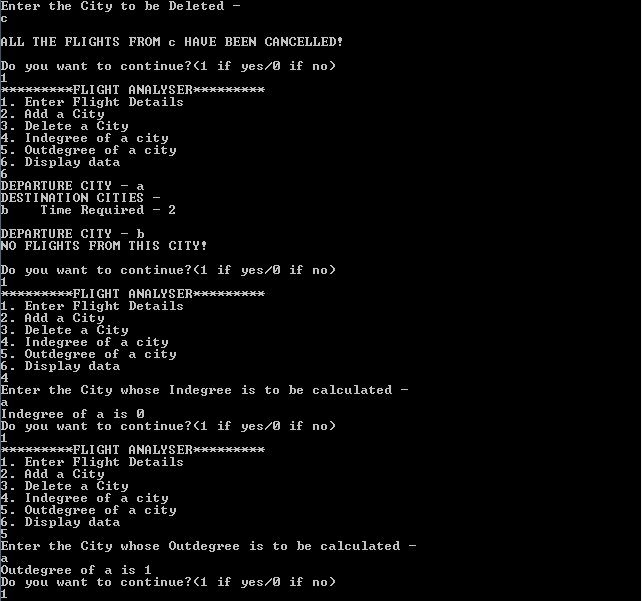 Enter the City to be Deleted -
c
ALL THE FLIGHTS FROM c HAVE BEEN CANCELLED!
Do you want to continue?(1 if yes/0 if no)
1
*********FLIGHT ANALYSER*********
1. Enter Flight Details
2. Add a City
3. Delete a City
4. Indegree of a city
5. Outdegree of a city
6. Display data
6
DEPARTURE CITY - a
DESTINATION CITIES -
b    Time Required - 2
DEPARTURE CITY - b
NO FLIGHTS FROM THIS CITY!
Do you want to continue?(1 if yes/0 if no)
1
*********FLIGHT ANALYSER*********
1. Enter Flight Details
2. Add a City
3. Delete a City
4. Indegree of a city
5. Outdegree of a city
6. Display data
4
Enter the City whose Indegree is to be calculated -
a
Indegree of a is 0
Do you want to continue?(1 if yes/0 if no)
1
*********FLIGHT ANALYSER*********
1. Enter Flight Details
2. Add a City
3. Delete a City
4. Indegree of a city
5. Outdegree of a city
6. Display data
5
Enter the City whose Outdegree is to be calculated -
a
Outdegree of a is 1
Do you want to continue?(1 if yes/0 if no)
1